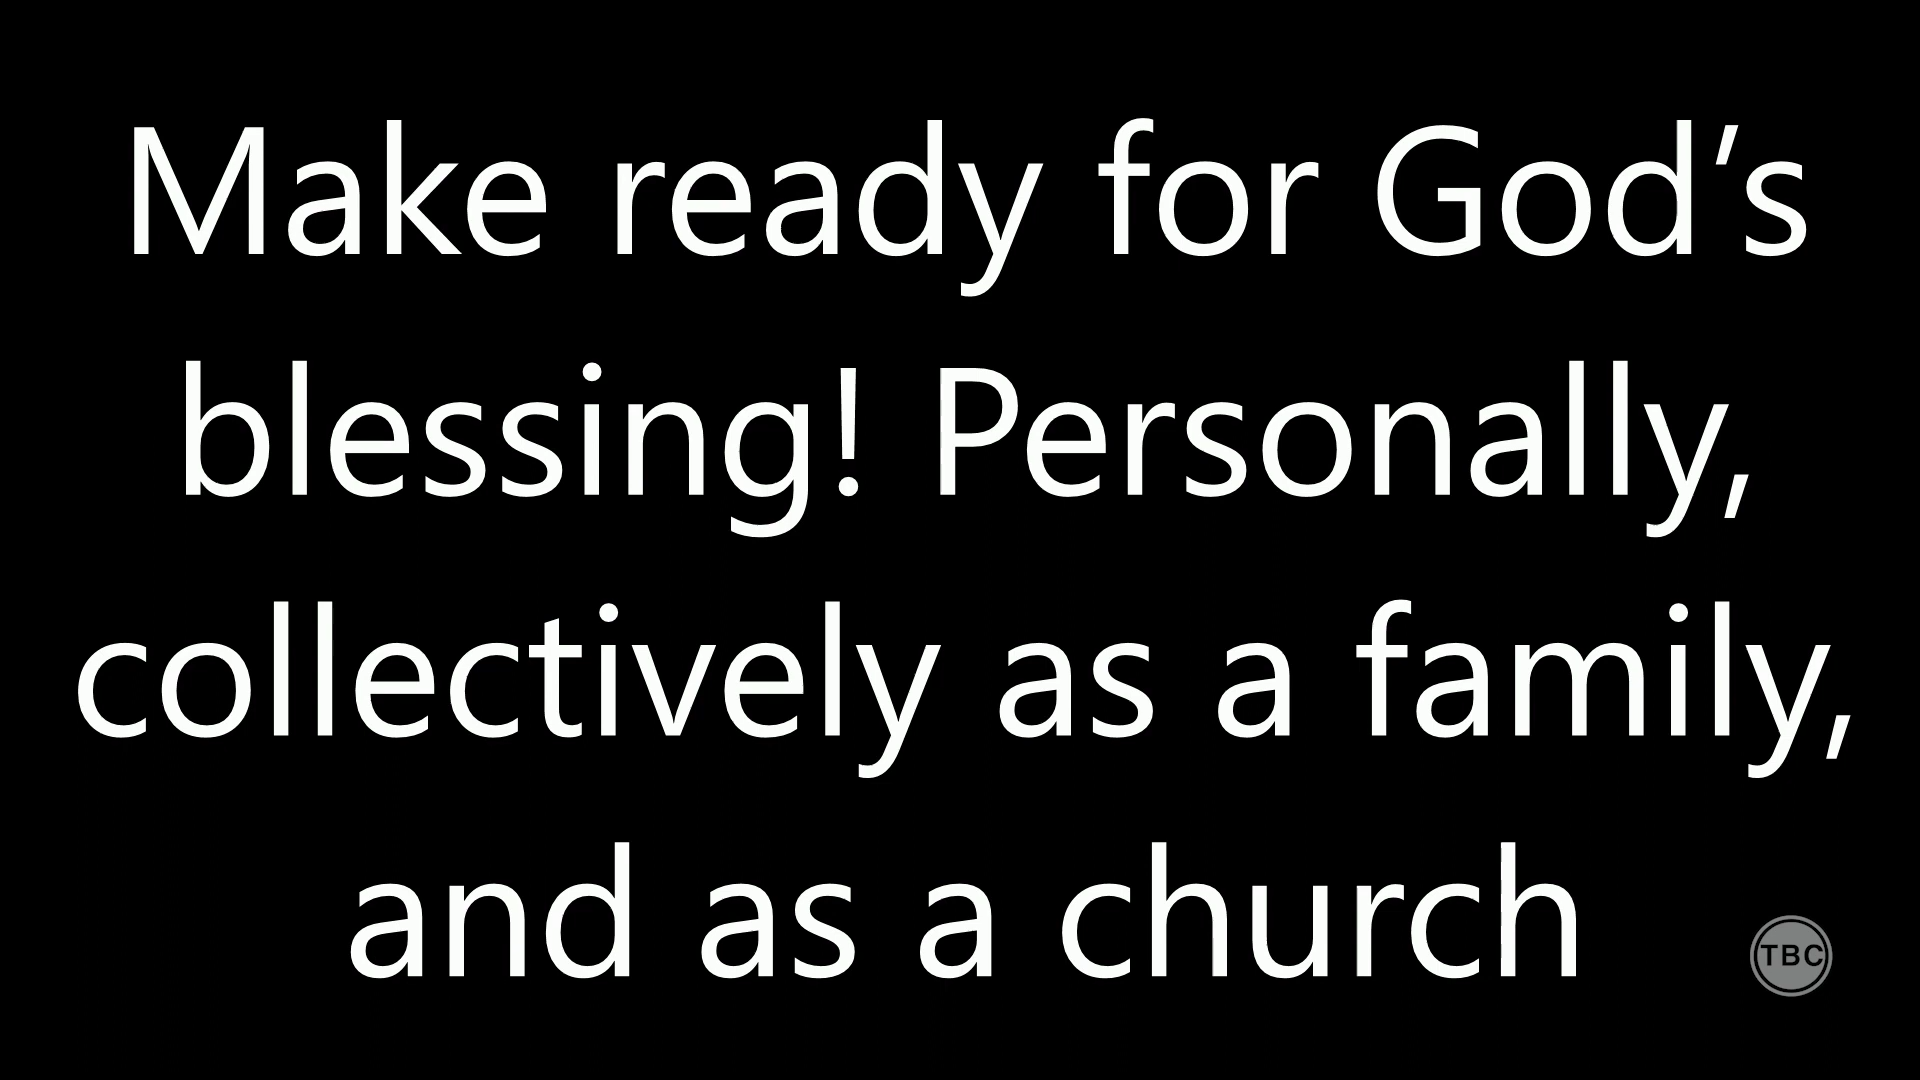 Make ready for God’s
blessing! Personally,
collectively as a family,
and as a church
TBC